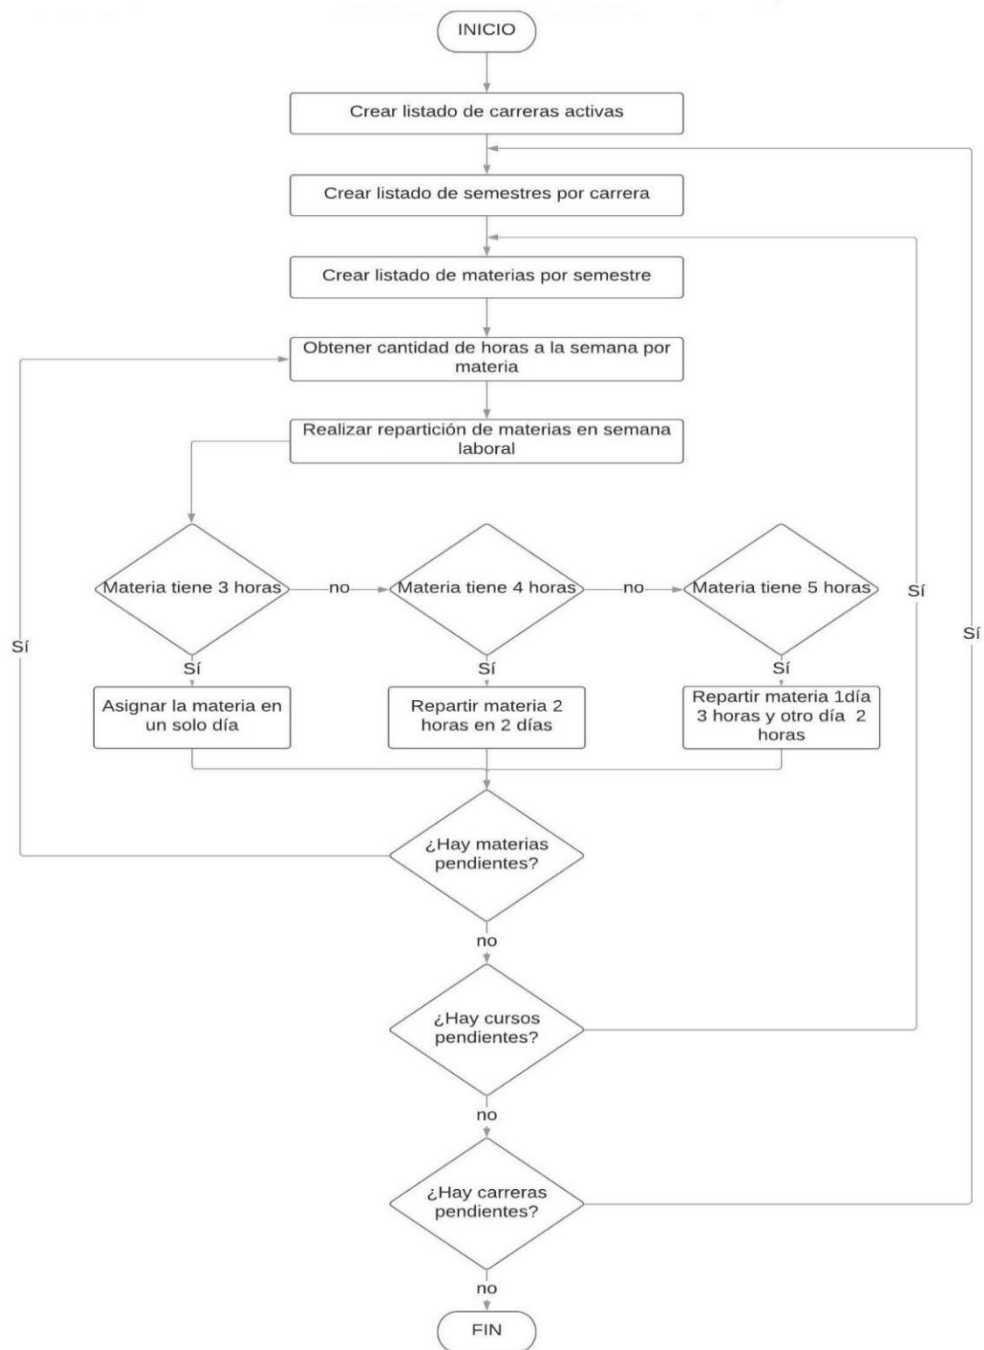 INICIO
Crear listado de carreras activas
Crear listado de semestres por carrera
Crear listado de materias por semestre
Obtener cantidad de horas a la semana por
materia
Realizar repartición de materias en semana
laboral
Materia tiene 3 horas
no
Materia tiene 4 horas
no
Materia tiene 5 horas
Sí
Sí
Sí
Sí
Sí
Sí
Asignar la materia en
un solo día
Repartir materia 2
horas en 2 días
Repartir materia 1día
3 horas y otro día 2
horas
¿Hay materias
pendientes?
no
¿Hay cursos
pendientes?
no
¿Hay carreras
pendientes?
no
FIN